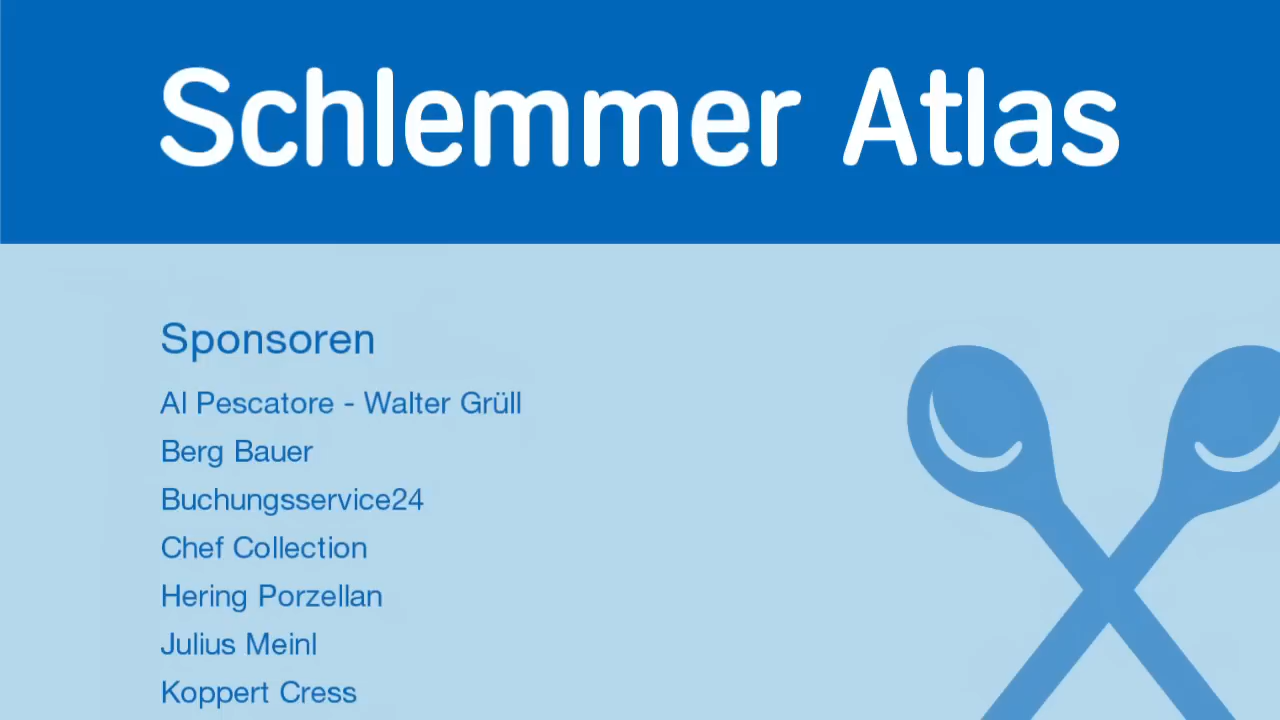 Schlemmer Atlas
Sponsoren
Al Pescatore - Walter Grüll
Berg Bauer
Buchungsservice24
Chef Collection
Hering Porzellan
Julius Meinl
Koppert Cress